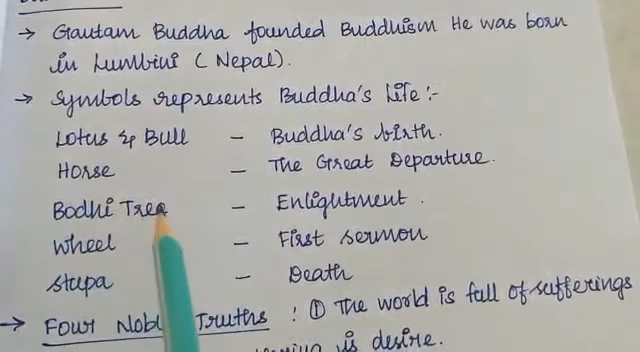 → Gautam Buddha founded Buddhism He was born
in Lumbini (Nepal).
→ Symbols represents Buddha's Life :-
Lotus & Bull – Buddha's birth.
Horse – The Great Departure.
Bodhi Tree – Enlightment.
Wheel – First sermon
Stupa – Death
→ Four Noble Truths : ① The world is full of sufferings
is desire.